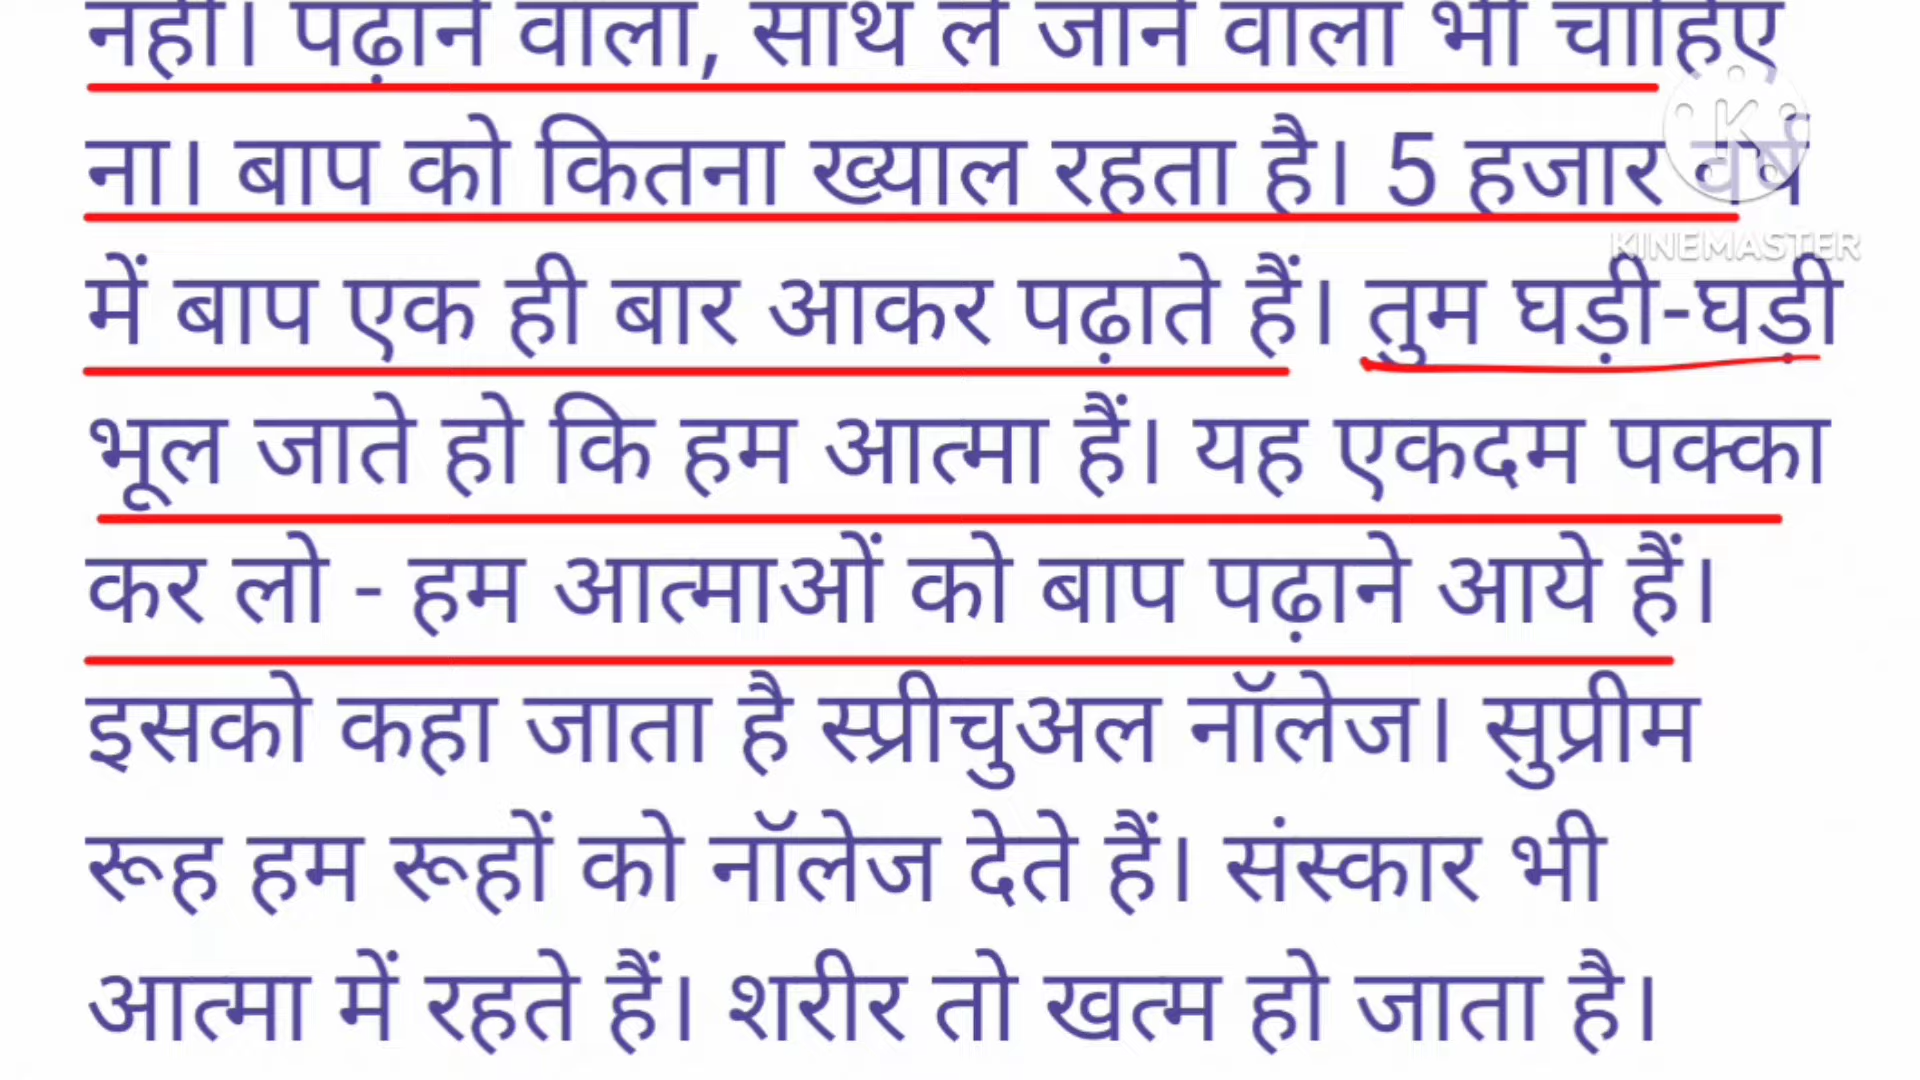 नहीं। पढ़ाने वाला, साथ ले जाने वाला भी चाहिए
ना। बाप को कितना ख्याल रहता है। 5 हजार वर्ष
KINEMASTER
में बाप एक ही बार आकर पढ़ाते हैं। तुम घड़ी-घड़ी
भूल जाते हो कि हम आत्मा हैं। यह एकदम पक्का
कर लो - हम आत्माओं को बाप पढ़ाने आये हैं।
इसको कहा जाता है स्प्रीचुअल नॉलेज। सुप्रीम
रूह हम रूहों को नॉलेज देते हैं। संस्कार भी
आत्मा में रहते हैं। शरीर तो खत्म हो जाता है।